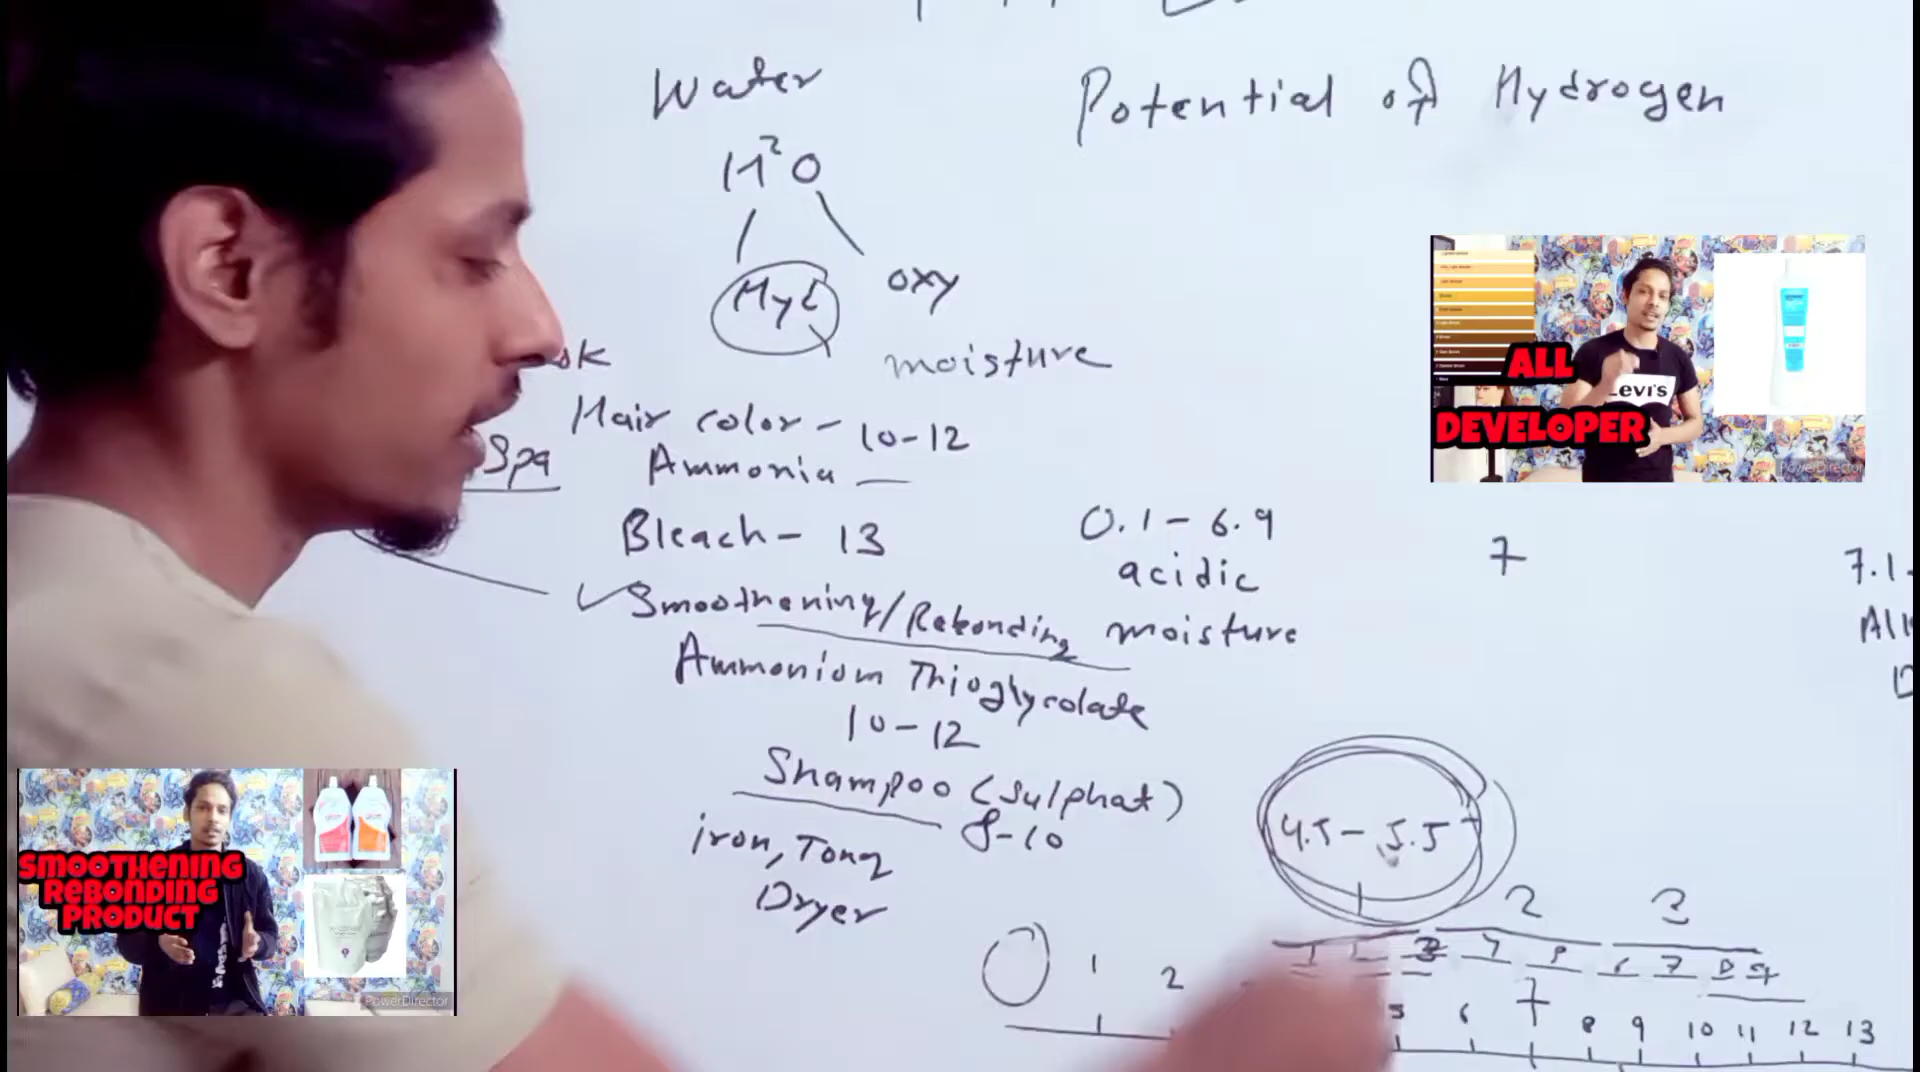 Water
Potential of Hydrogen
H²O
Hyd
oxy
moisture
Hair color - 10-12
Ammonia
Spa
Bleach - 13
Smoothening/Rebonding
Ammoniom Thioglycolate
10-12
Shampoo (Sulphat)
8-10
iron, Tong
Dryer
0.1 - 6.9
acidic
moisture
7
7.1
4.5 - 5.5
2 3
1 2
5 6 7 8 9 10 11 12 13
ALL
DEVELOPER
Levi's
PowerDirector
SMOOTHENING
REBONDING
PRODUCT
PowerDirector